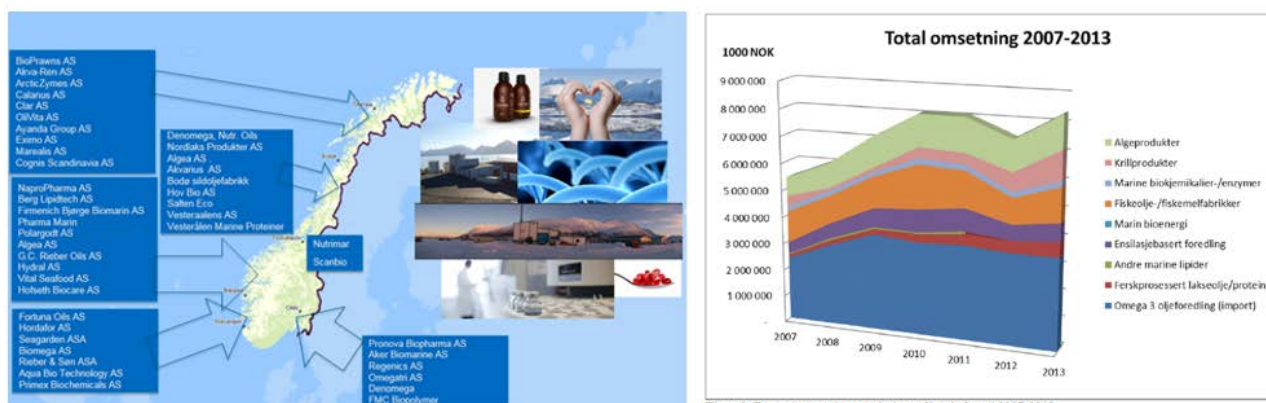 BioPrawns AS
Akva-Ren AS
ArcticZymes AS
Calanus AS
Clar AS
OliVita AS
Ayanda Group AS
Eximo AS
Marealis AS
Cognis Scandinavia AS
Denomega, Nutr. Oils
Nordlaks Produkter AS
Algea AS
Akvarius AS
Bodø sildoljefabrikk
Hov Bio AS
Salten Eco
Vesteraalens AS
Vesterålen Marine Proteiner
NaproPharma AS
Berg Lipidtech AS
Firmenich Bjørge Biomarin AS
Pharma Marin
Polargodt AS
Algea AS
G.C. Rieber Oils AS
Hydral AS
Vital Seafood AS
Hofseth Biocare AS
Nutrimar
Scanbio
Fortuna Oils AS
Hordafor AS
Seagarden ASA
Biomega AS
Rieber & Søn ASA
Aqua Bio Technology AS
Primex Biochemicals AS
Pronova Biopharma AS
Aker Biomarine AS
Regenics AS
Omegatri AS
Denomega
FMC Biopolymer
Total omsetning 2007-2013
1000 NOK
9 000 000
8 000 000
7 000 000
6 000 000
5 000 000
4 000 000
3 000 000
2 000 000
1 000 000
-
2007
2008
2009
2010
2011
2012
2013
Algeprodukter
Krillprodukter
Marine biokjemikalier-/enzymer
Fiskeolje-/fiskemelfabrikker
Marin bioenergi
Ensilasjebasert foredling
Andre marine lipider
Ferskprosessert lakseolje/protein
Omega 3 oljeforedling (import)